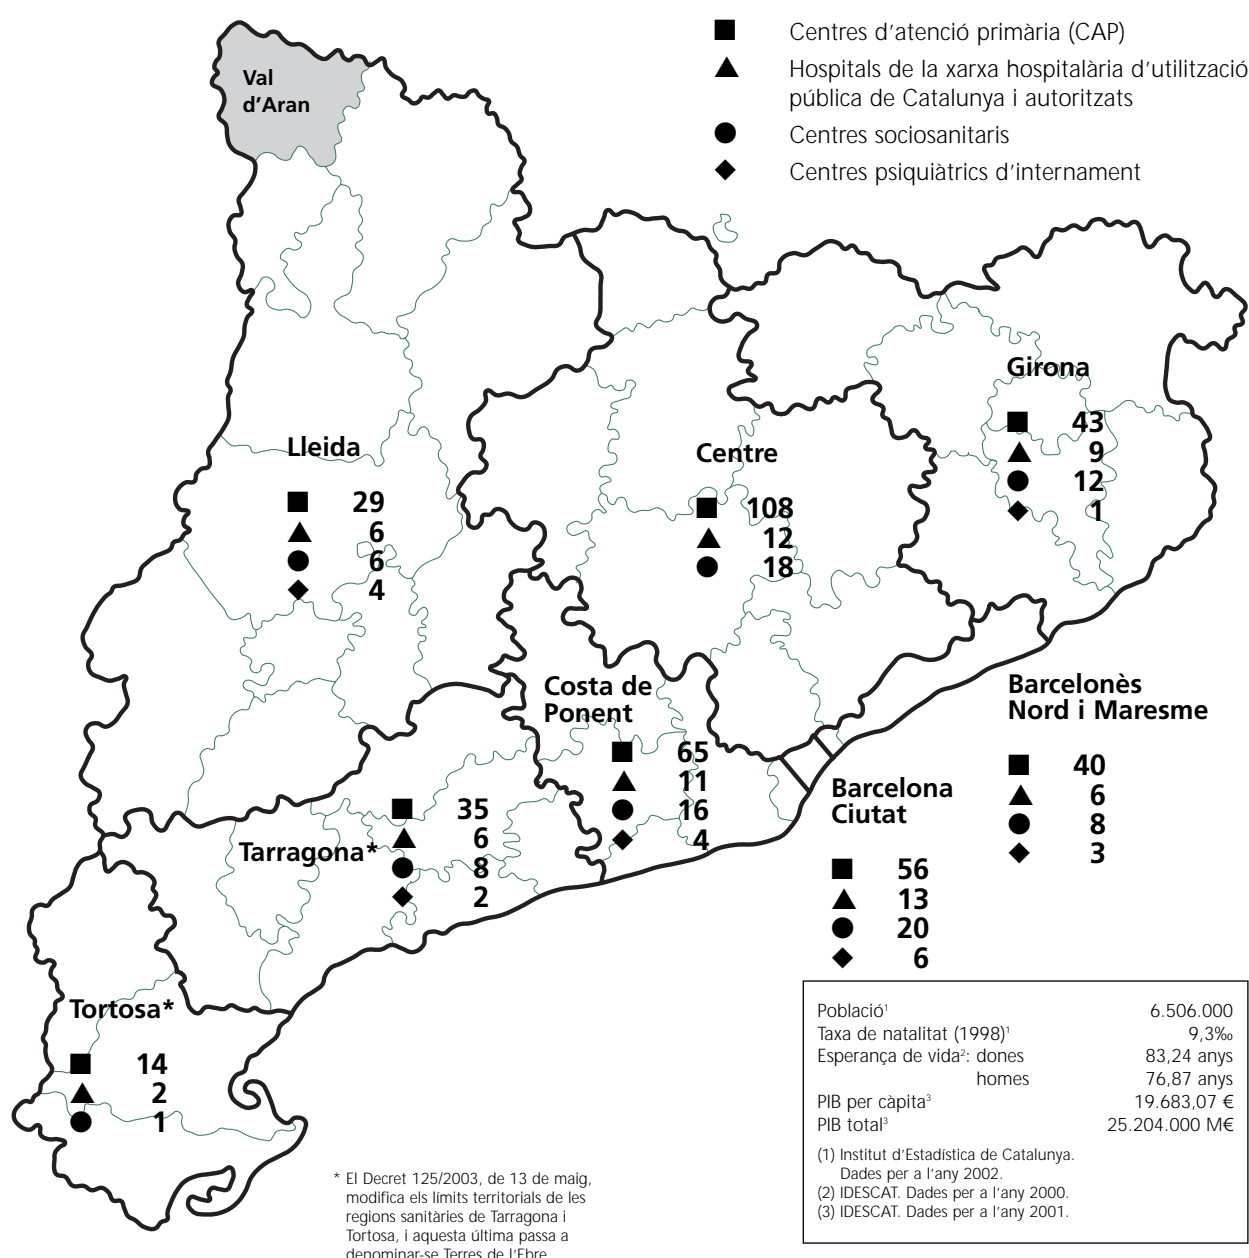 Centres d'atenció primària (CAP)
Hospitals de la xarxa hospitalària d'utilització
pública de Catalunya i autoritzats
Centres sociosanitaris
Centres psiquiàtrics d'internament
Val
d'Aran
Girona
43
9
12
1
Lleida
29
6
6
4
Centre
108
12
18
Costa de
Ponent
65
11
16
4
Barcelonès
Nord i Maresme
40
6
8
3
Barcelona
Ciutat
56
13
20
6
Tarragona*
35
6
8
2
Tortosa*
14
2
1
Població1 6.506.000
Taxa de natalitat (1998)1 9,3‰
Esperança de vida2: dones 83,24 anys
homes 76,87 anys
PIB per càpita3 19.683,07 €
PIB total3 25.204.000 M€
(1) Institut d'Estadística de Catalunya.
Dades per a l'any 2002.
(2) IDESCAT. Dades per a l'any 2000.
(3) IDESCAT. Dades per a l'any 2001.
* El Decret 125/2003, de 13 de maig,
modifica els límits territorials de les
regions sanitàries de Tarragona i
Tortosa, i aquesta última passa a
denominar-se Terres de l'Ebre